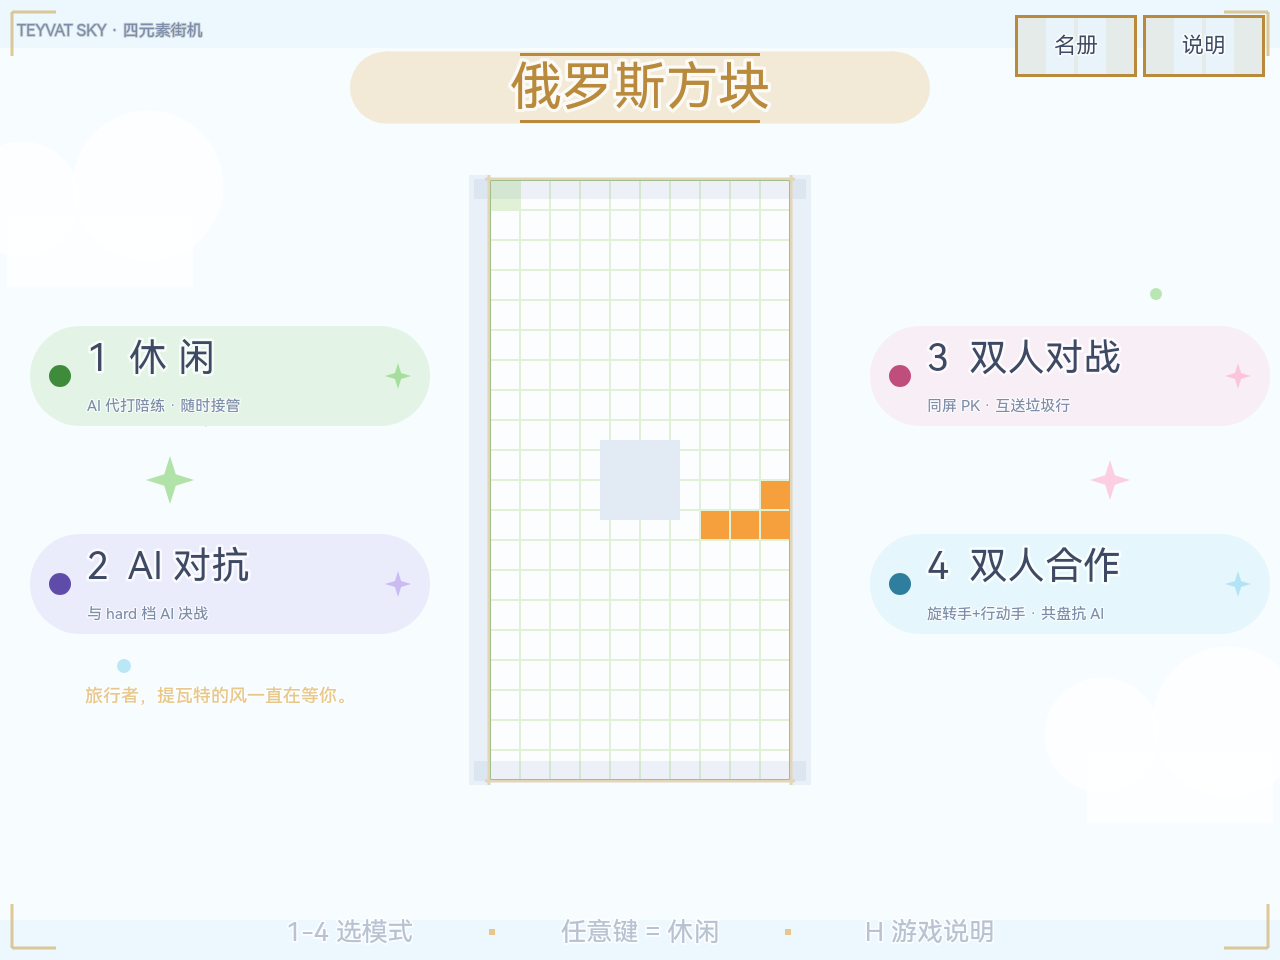 TEYVAT SKY · 四元素街机
名册
说明
俄罗斯方块
1 休 闲
AI 代打陪练 · 随时接管
2 AI 对抗
与 hard 档 AI 决战
旅行者，提瓦特的风一直在等你。
3 双人对战
同屏 PK · 互送垃圾行
4 双人合作
旋转手+行动手 · 共盘抗 AI
1-4 选模式
任意键 = 休闲
H 游戏说明